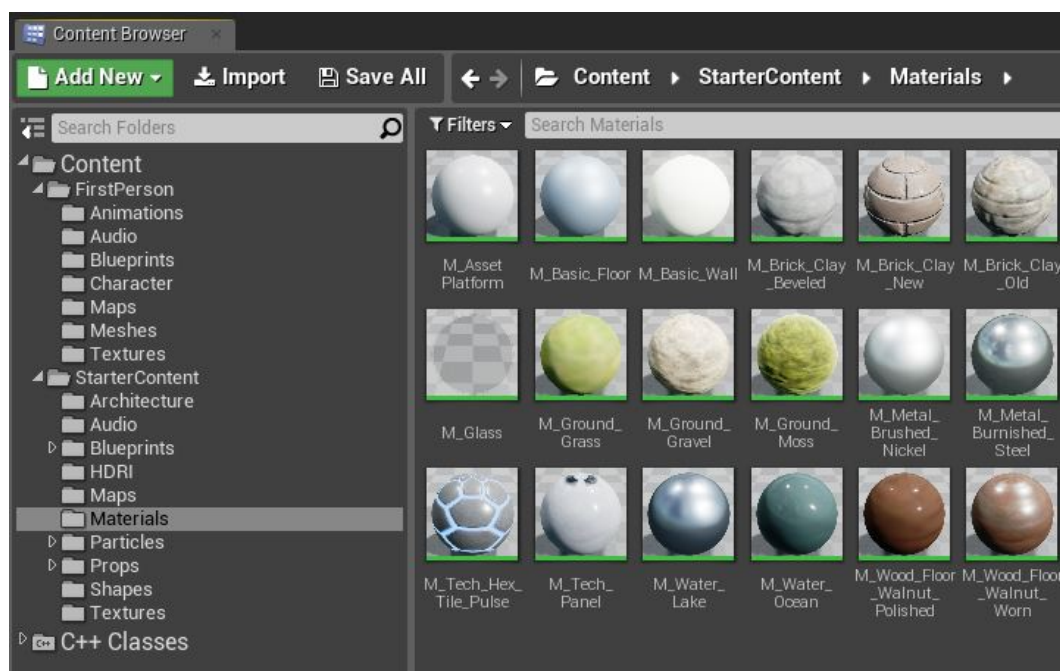 Content Browser
Add New Import Save All Content StarterContent Materials
Search Folders
Filters Search Materials
Content
FirstPerson
Animations
Audio
Blueprints
Character
Maps
Meshes
Textures
StarterContent
Architecture
Audio
Blueprints
HDRI
Maps
Materials
Particles
Props
Shapes
Textures
C++ C++ Classes
M_Asset
Platform
M_Basic_Floor
M_Basic_Wall
M_Brick_Clay
_Beveled
M_Brick_Clay
_New
M_Brick_Clay
_Old
M_Glass
M_Ground_
Grass
M_Ground_
Gravel
M_Ground_
Moss
M_Metal_
Brushed_
Nickel
M_Metal_
Burnished_
Steel
M_Tech_Hex_
Tile_Pulse
M_Tech_
Panel
M_Water_
Lake
M_Water_
Ocean
M_Wood_Floor
_Walnut_
Polished
M_Wood_Floor
_Walnut_
Worn